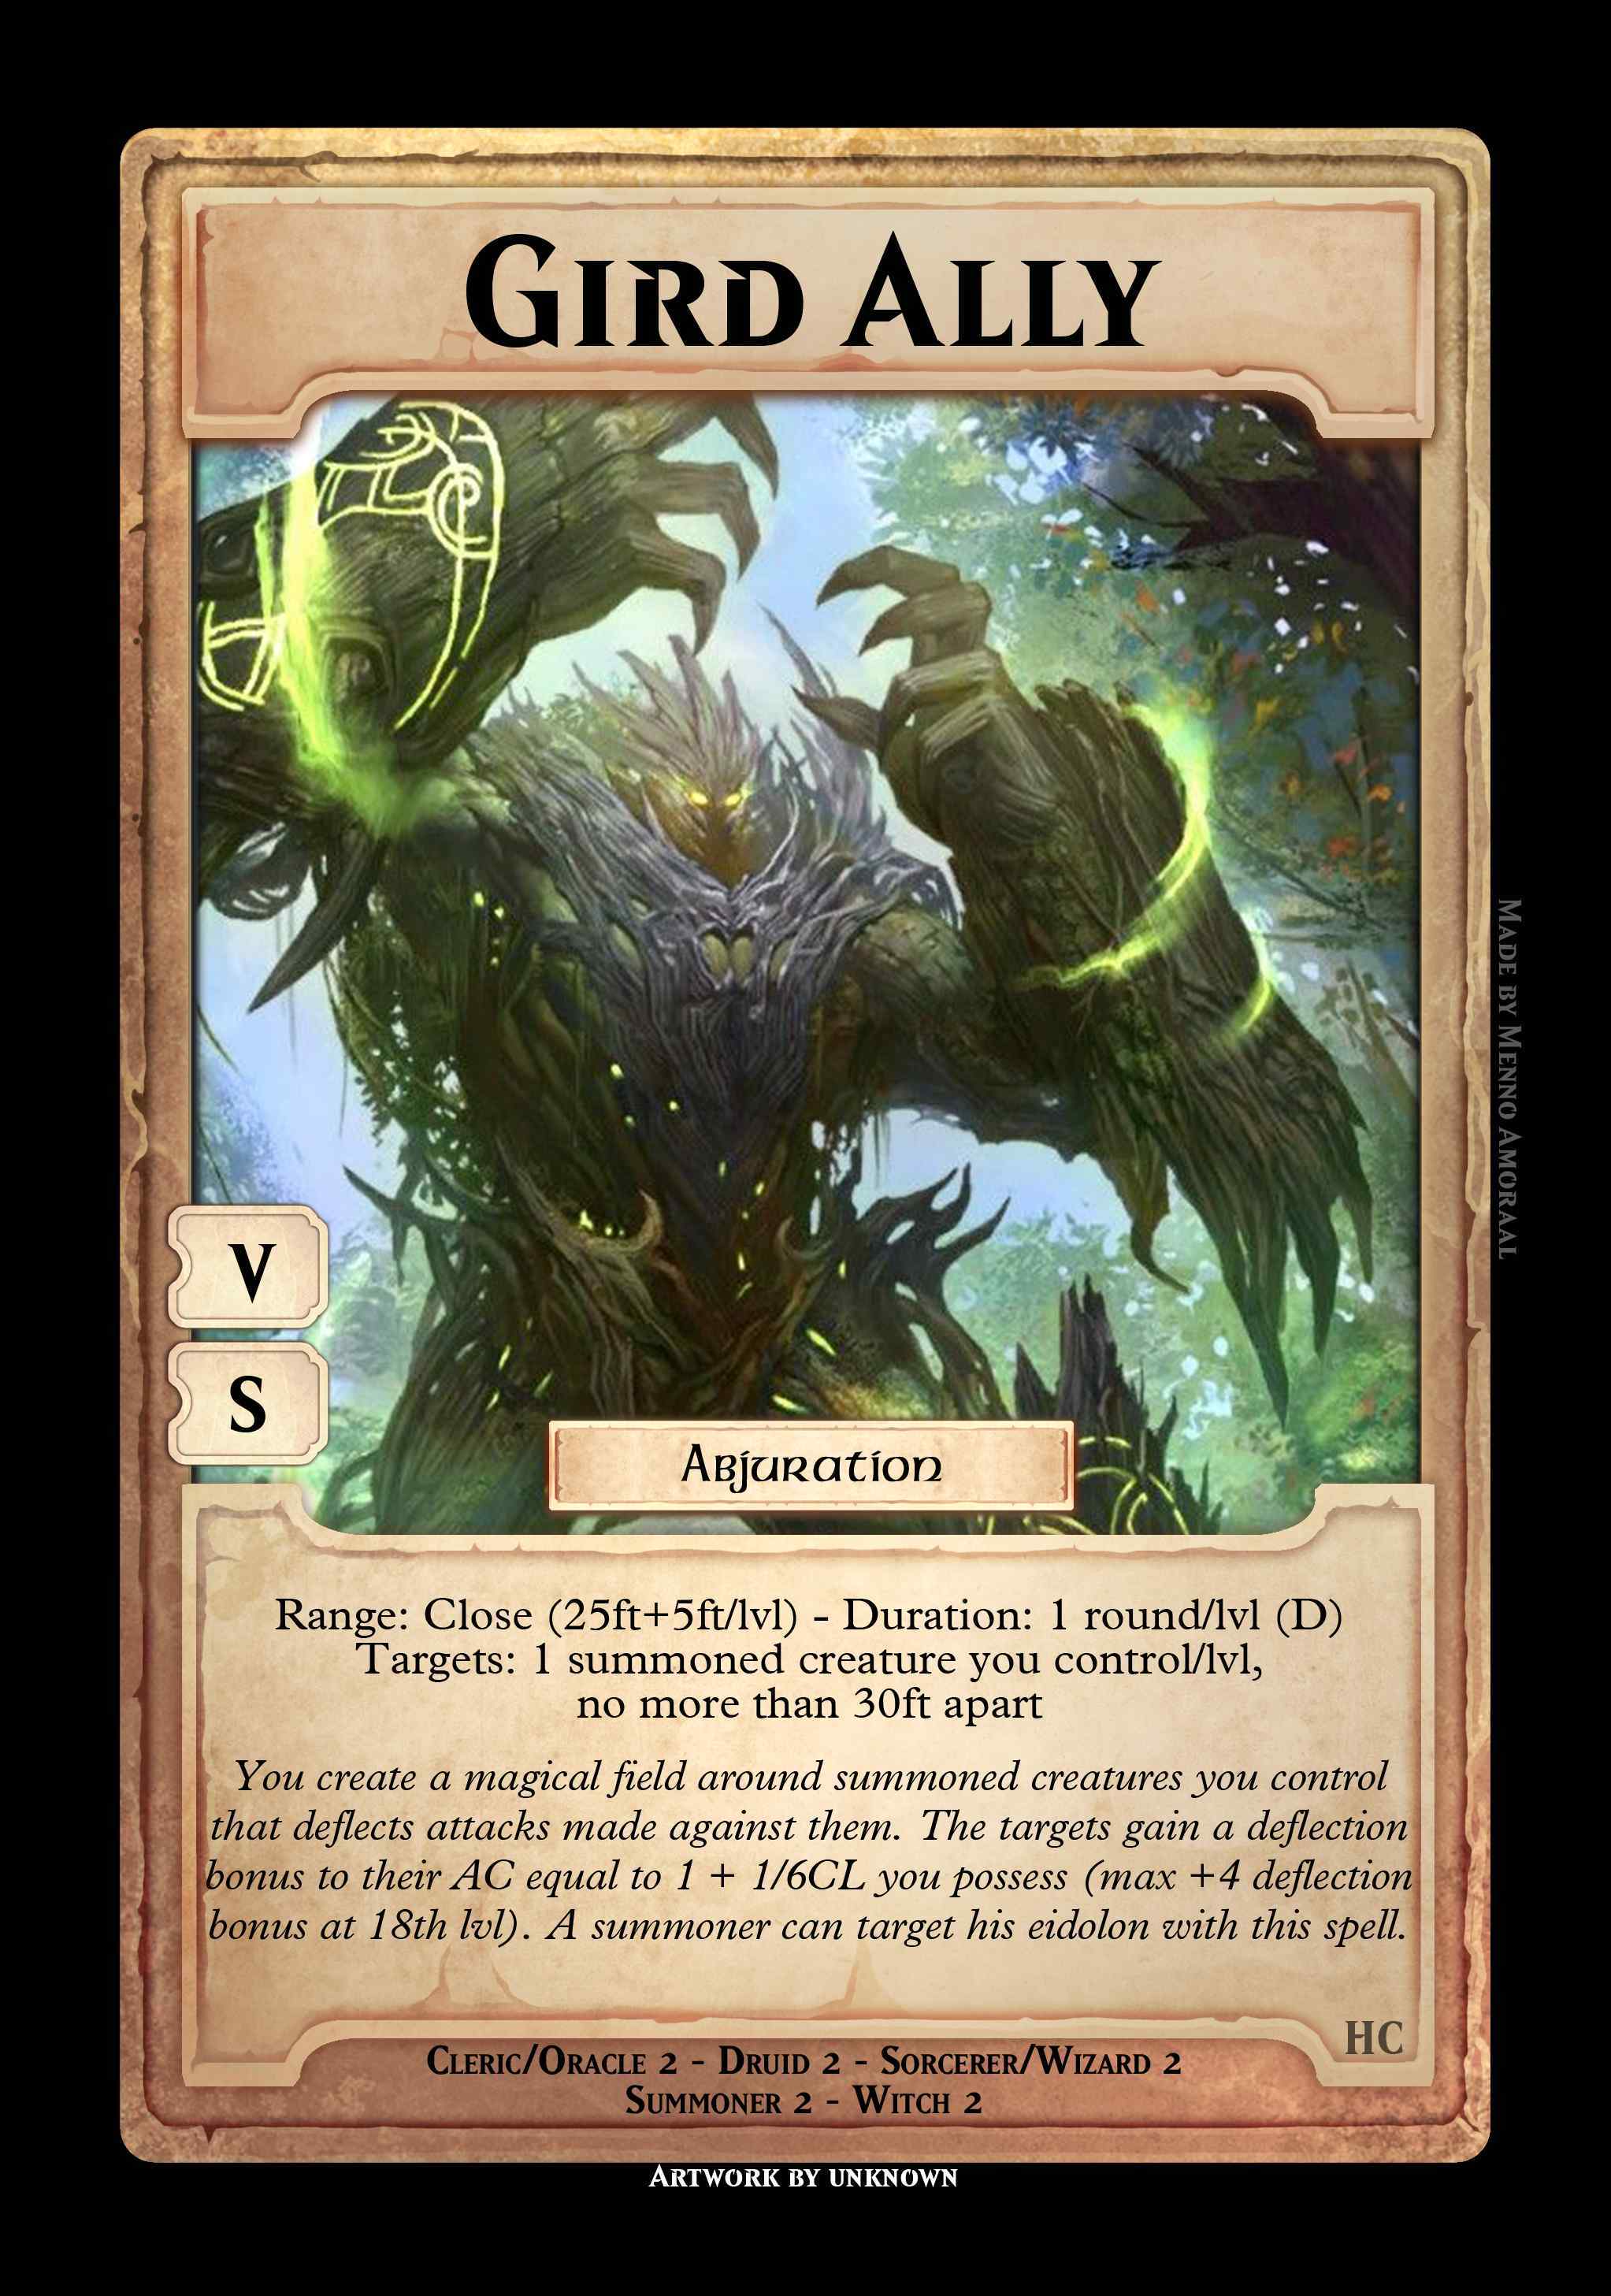 Gird Ally
V
S
Abjuration
Range: Close (25ft+5ft/lvl) - Duration: 1 round/lvl (D)
Targets: 1 summoned creature you control/lvl,
no more than 30ft apart
You create a magical field around summoned creatures you control
that deflects attacks made against them. The targets gain a deflection
bonus to their AC equal to 1 + 1/6CL you possess (max +4 deflection
bonus at 18th lvl). A summoner can target his eidolon with this spell.
HC
Cleric/Oracle 2 - Druid 2 - Sorcerer/Wizard 2
Summoner 2 - Witch 2
Artwork by unknown
Made by Menno Amoraal